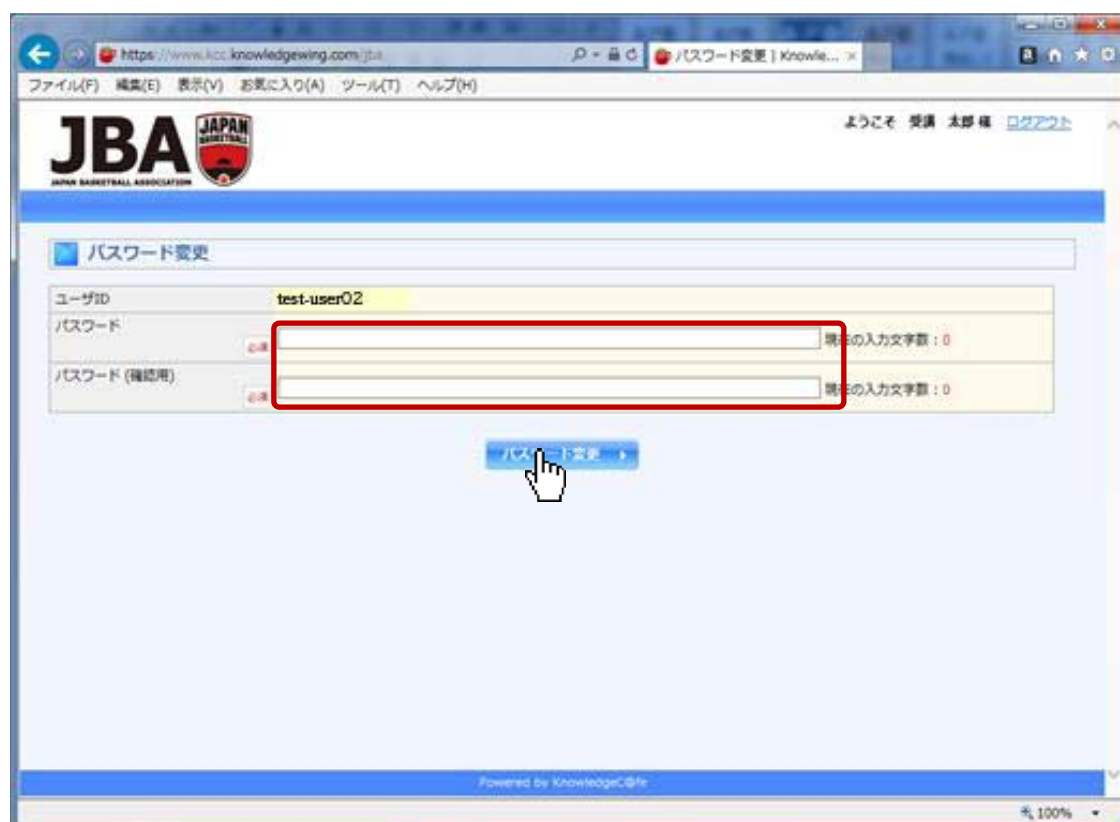 https://www.kcc.knowledgewing.com/jba
パスワード変更 | Knowle...
ファイル(F) 編集(E) 表示(V) お気に入り(A) ツール(T) ヘルプ(H)
JBA JAPAN BASKETBALL
JAPAN BASKETBALL ASSOCIATION
ようこそ 受講 太郎 様 ログアウト
パスワード変更
ユーザID test-user02
パスワード
必須 現在の入力文字数：0
パスワード (確認用)
必須 現在の入力文字数：0
パスワード変更
Powered by KnowledgeC@fe
100%